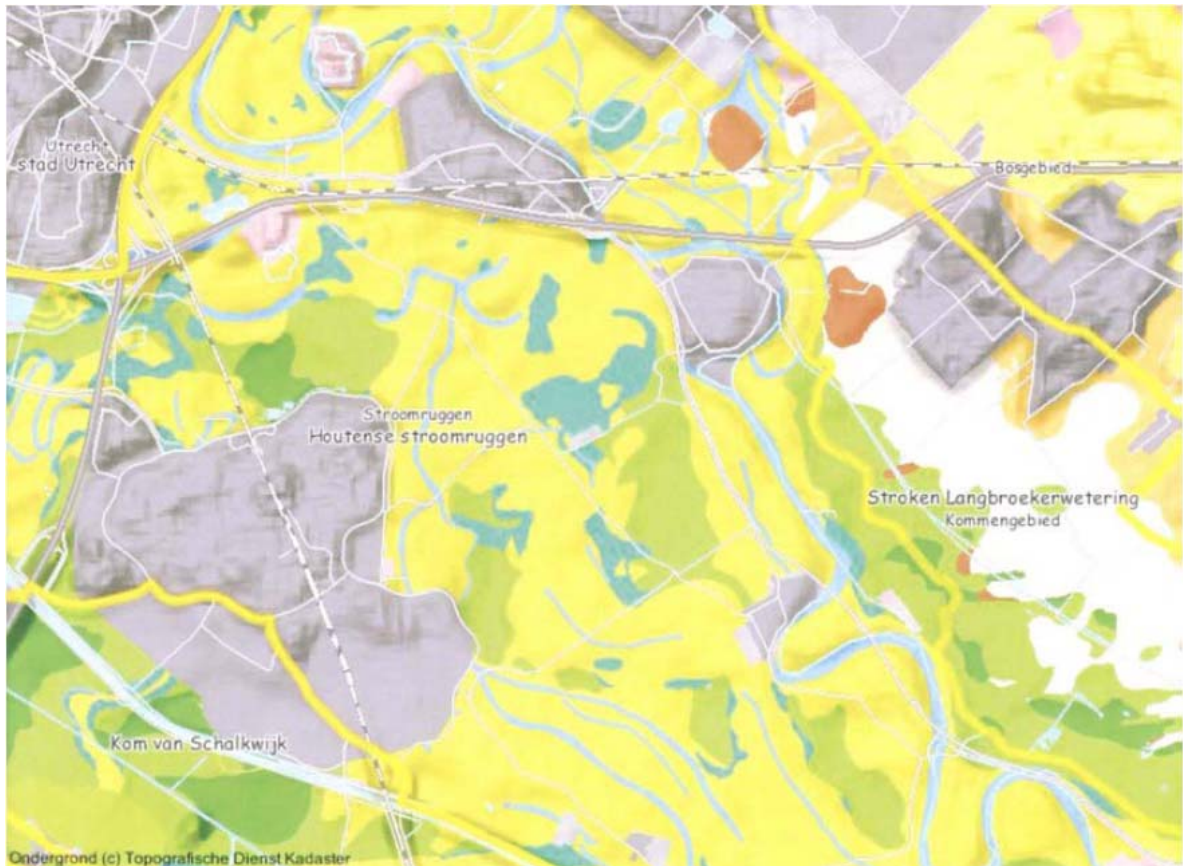 Utrecht
stad Utrecht
Bosgebied
Stroomruggen
Houtense stroomruggen
Stroken Langbroekerwetering
Kommengebied
Kom van Schalkwijk
Ondergrond (c) Topografische Dienst Kadaster